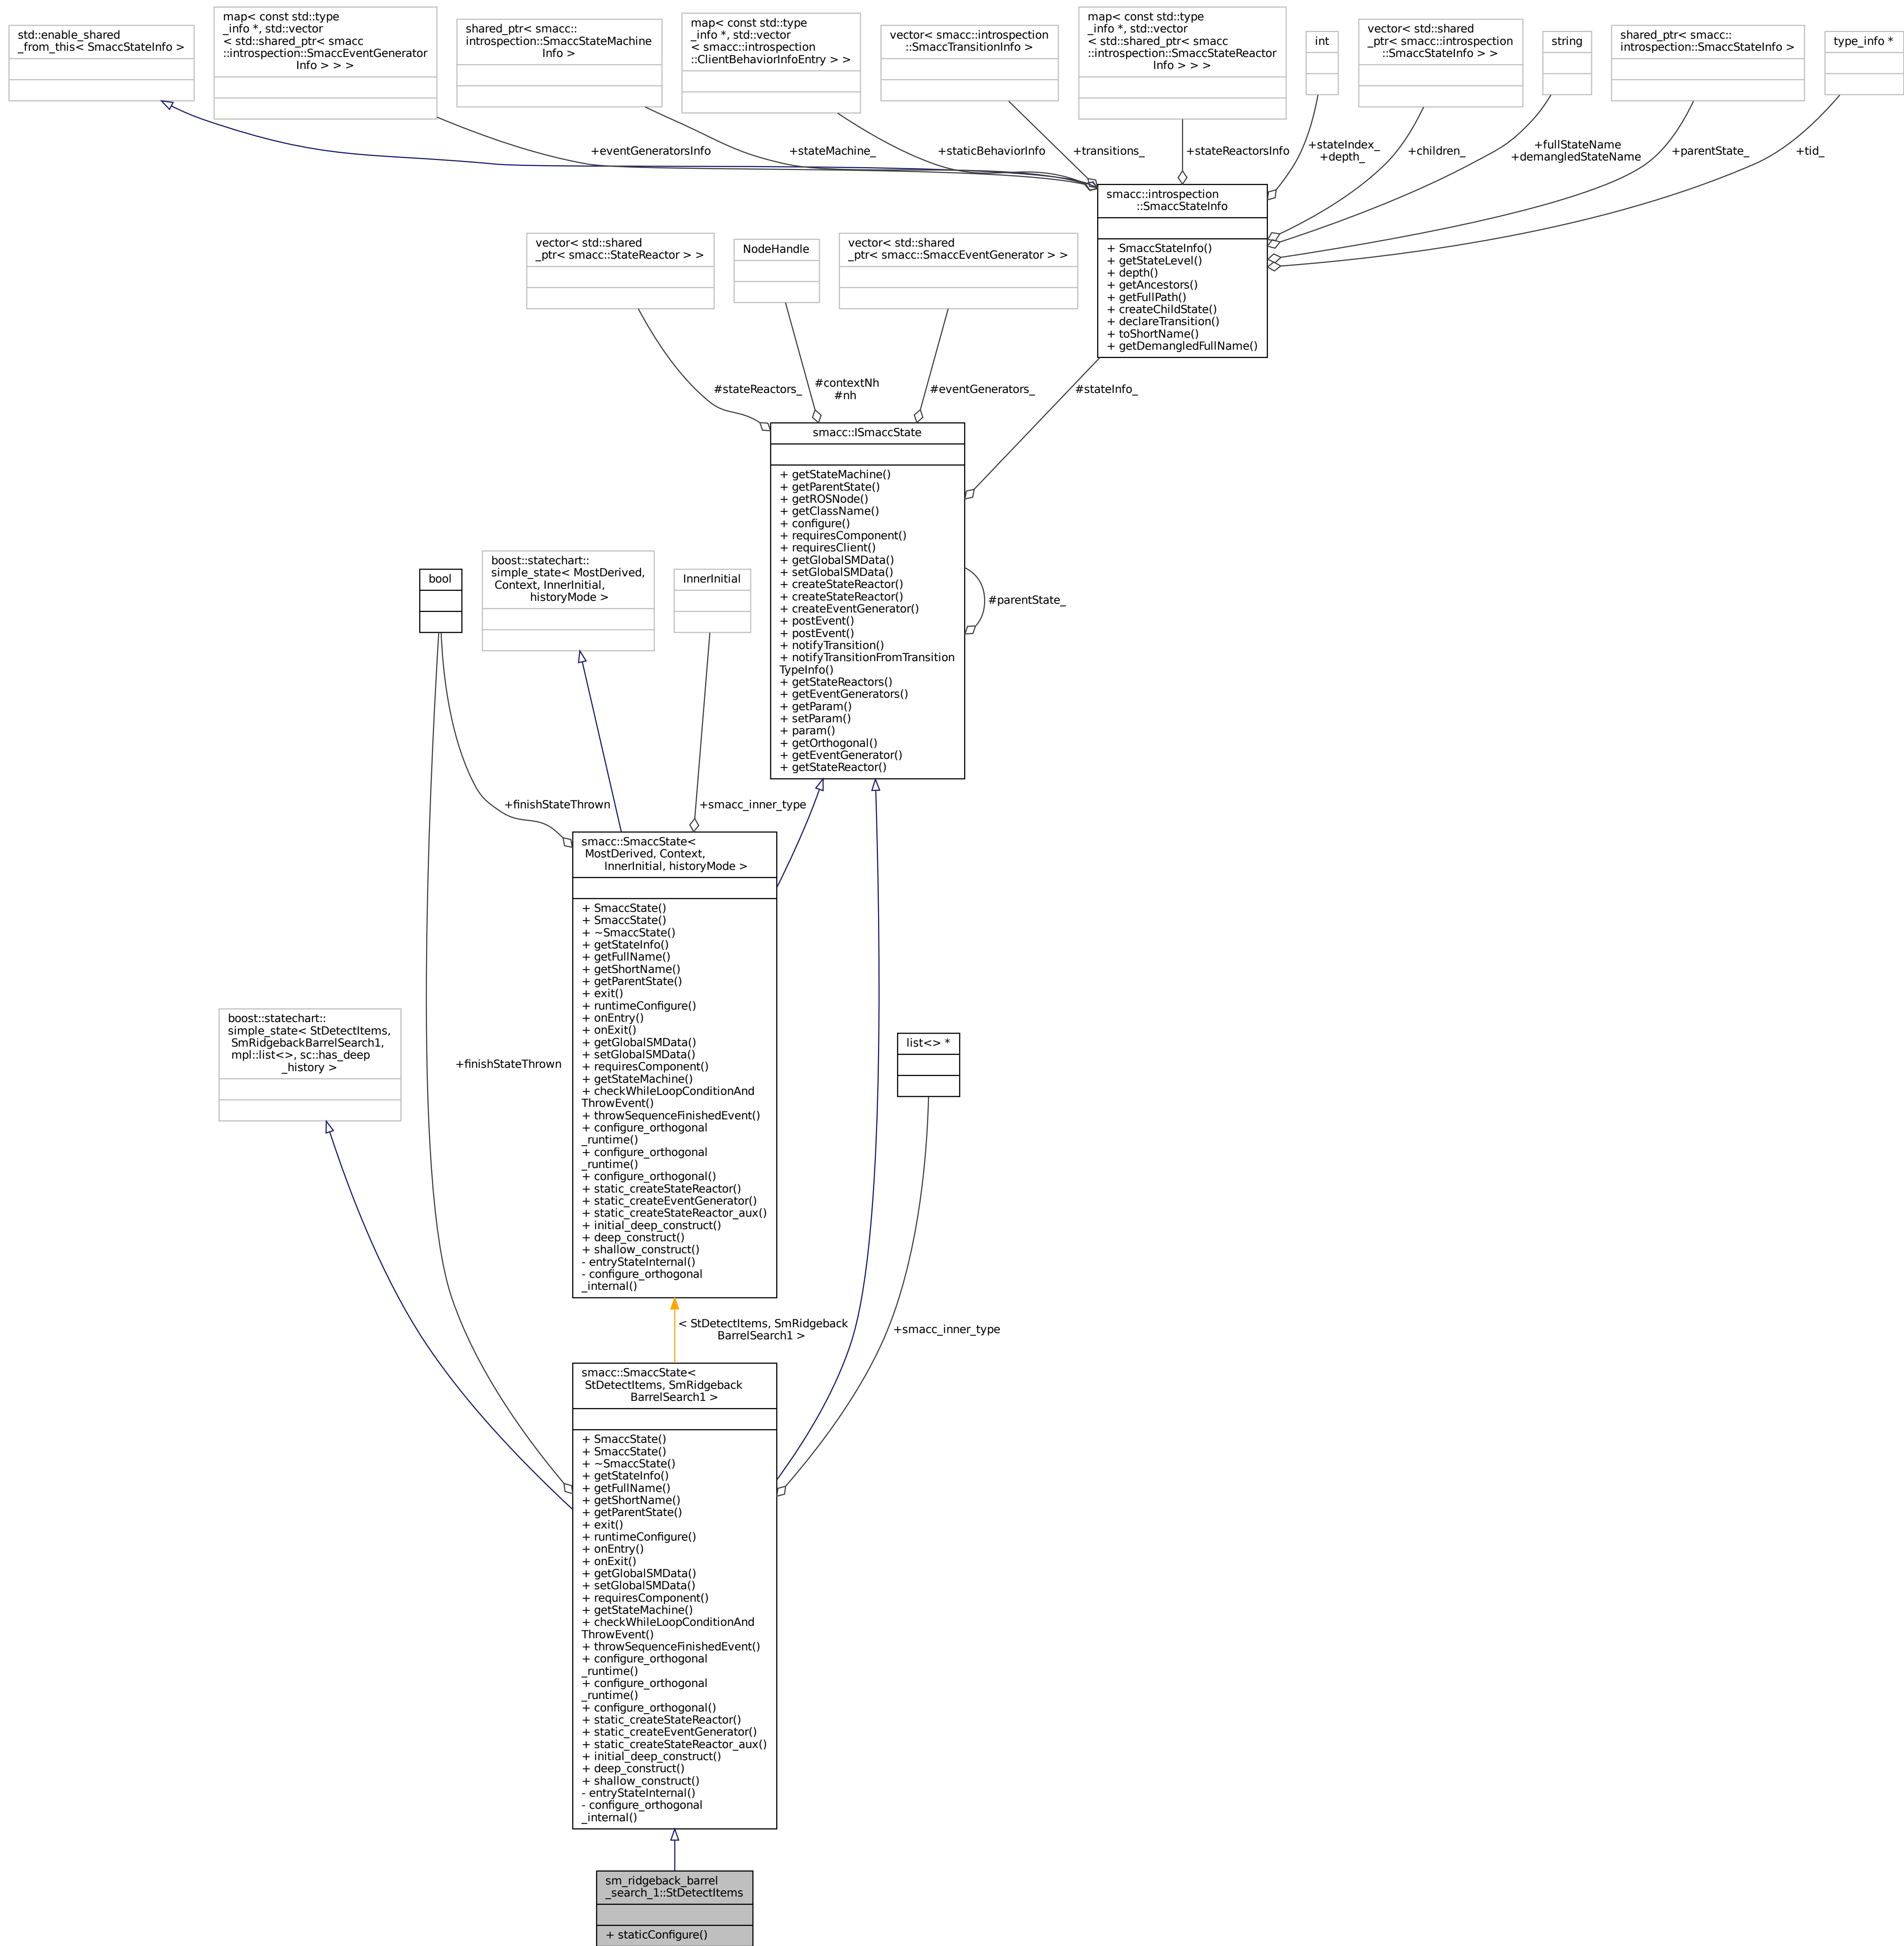 std::enable_shared
_from_this< SmaccStateInfo >
map< const std::type
_info *, std::vector
< std::shared_ptr< smacc
::introspection::SmaccEventGenerator
Info > > >
shared_ptr< smacc::
introspection::SmaccStateMachine
Info >
map< const std::type
_info *, std::vector
< smacc::introspection
::ClientBehaviorInfoEntry > >
vector< smacc::introspection
::SmaccTransitionInfo >
map< const std::type
_info *, std::vector
< std::shared_ptr< smacc
::introspection::SmaccStateReactor
Info > > >
int
vector< std::shared
_ptr< smacc::introspection
::SmaccStateInfo > >
string
shared_ptr< smacc::
introspection::SmaccStateInfo >
type_info *
+eventGeneratorsInfo
+stateMachine_
+staticBehaviorInfo
+transitions_
+stateReactorsInfo
+stateIndex_
+depth_
+children_
+fullStateName
+demangledStateName
+parentState_
+tid_
smacc::introspection
::SmaccStateInfo
+ SmaccStateInfo()
+ getStateLevel()
+ depth()
+ getAncestors()
+ getFullPath()
+ createChildState()
+ declareTransition()
+ toShortName()
+ getDemangledFullName()
vector< std::shared
_ptr< smacc::StateReactor > >
NodeHandle
vector< std::shared
_ptr< smacc::SmaccEventGenerator > >
#stateReactors_
#contextNh
#nh
#eventGenerators_
#stateInfo_
smacc::ISmaccState
+ getStateMachine()
+ getParentState()
+ getROSNode()
+ getClassName()
+ configure()
+ requiresComponent()
+ requiresClient()
+ getGlobalSMData()
+ setGlobalSMData()
+ createStateReactor()
+ createStateReactor()
+ createEventGenerator()
+ postEvent()
+ postEvent()
+ notifyTransition()
+ notifyTransitionFromTransition
TypeInfo()
+ getStateReactors()
+ getEventGenerators()
+ getParam()
+ setParam()
+ param()
+ getOrthogonal()
+ getEventGenerator()
+ getStateReactor()
#parentState_
bool
boost::statechart::
simple_state< MostDerived,
Context, InnerInitial,
historyMode >
InnerInitial
+finishStateThrown
+smacc_inner_type
smacc::SmaccState<
MostDerived, Context,
InnerInitial, historyMode >
+ SmaccState()
+ SmaccState()
+ ~SmaccState()
+ getStateInfo()
+ getFullName()
+ getShortName()
+ getParentState()
+ exit()
+ runtimeConfigure()
+ onEntry()
+ onExit()
+ getGlobalSMData()
+ setGlobalSMData()
+ requiresComponent()
+ getStateMachine()
+ checkWhileLoopConditionAnd
ThrowEvent()
+ throwSequenceFinishedEvent()
+ configure_orthogonal
_runtime()
+ configure_orthogonal
_runtime()
+ configure_orthogonal()
+ static_createStateReactor()
+ static_createEventGenerator()
+ static_createStateReactor_aux()
+ initial_deep_construct()
+ deep_construct()
+ shallow_construct()
- entryStateInternal()
- configure_orthogonal
_internal()
boost::statechart::
simple_state< StDetectItems,
SmRidgebackBarrelSearch1,
mpl::list<>, sc::has_deep
_history >
+finishStateThrown
list<> *
< StDetectItems, SmRidgeback
BarrelSearch1 >
+smacc_inner_type
smacc::SmaccState<
StDetectItems, SmRidgeback
BarrelSearch1 >
+ SmaccState()
+ SmaccState()
+ ~SmaccState()
+ getStateInfo()
+ getFullName()
+ getShortName()
+ getParentState()
+ exit()
+ runtimeConfigure()
+ onEntry()
+ onExit()
+ getGlobalSMData()
+ setGlobalSMData()
+ requiresComponent()
+ getStateMachine()
+ checkWhileLoopConditionAnd
ThrowEvent()
+ throwSequenceFinishedEvent()
+ configure_orthogonal
_runtime()
+ configure_orthogonal
_runtime()
+ configure_orthogonal()
+ static_createStateReactor()
+ static_createEventGenerator()
+ static_createStateReactor_aux()
+ initial_deep_construct()
+ deep_construct()
+ shallow_construct()
- entryStateInternal()
- configure_orthogonal
_internal()
sm_ridgeback_barrel
_search_1::StDetectItems
+ staticConfigure()